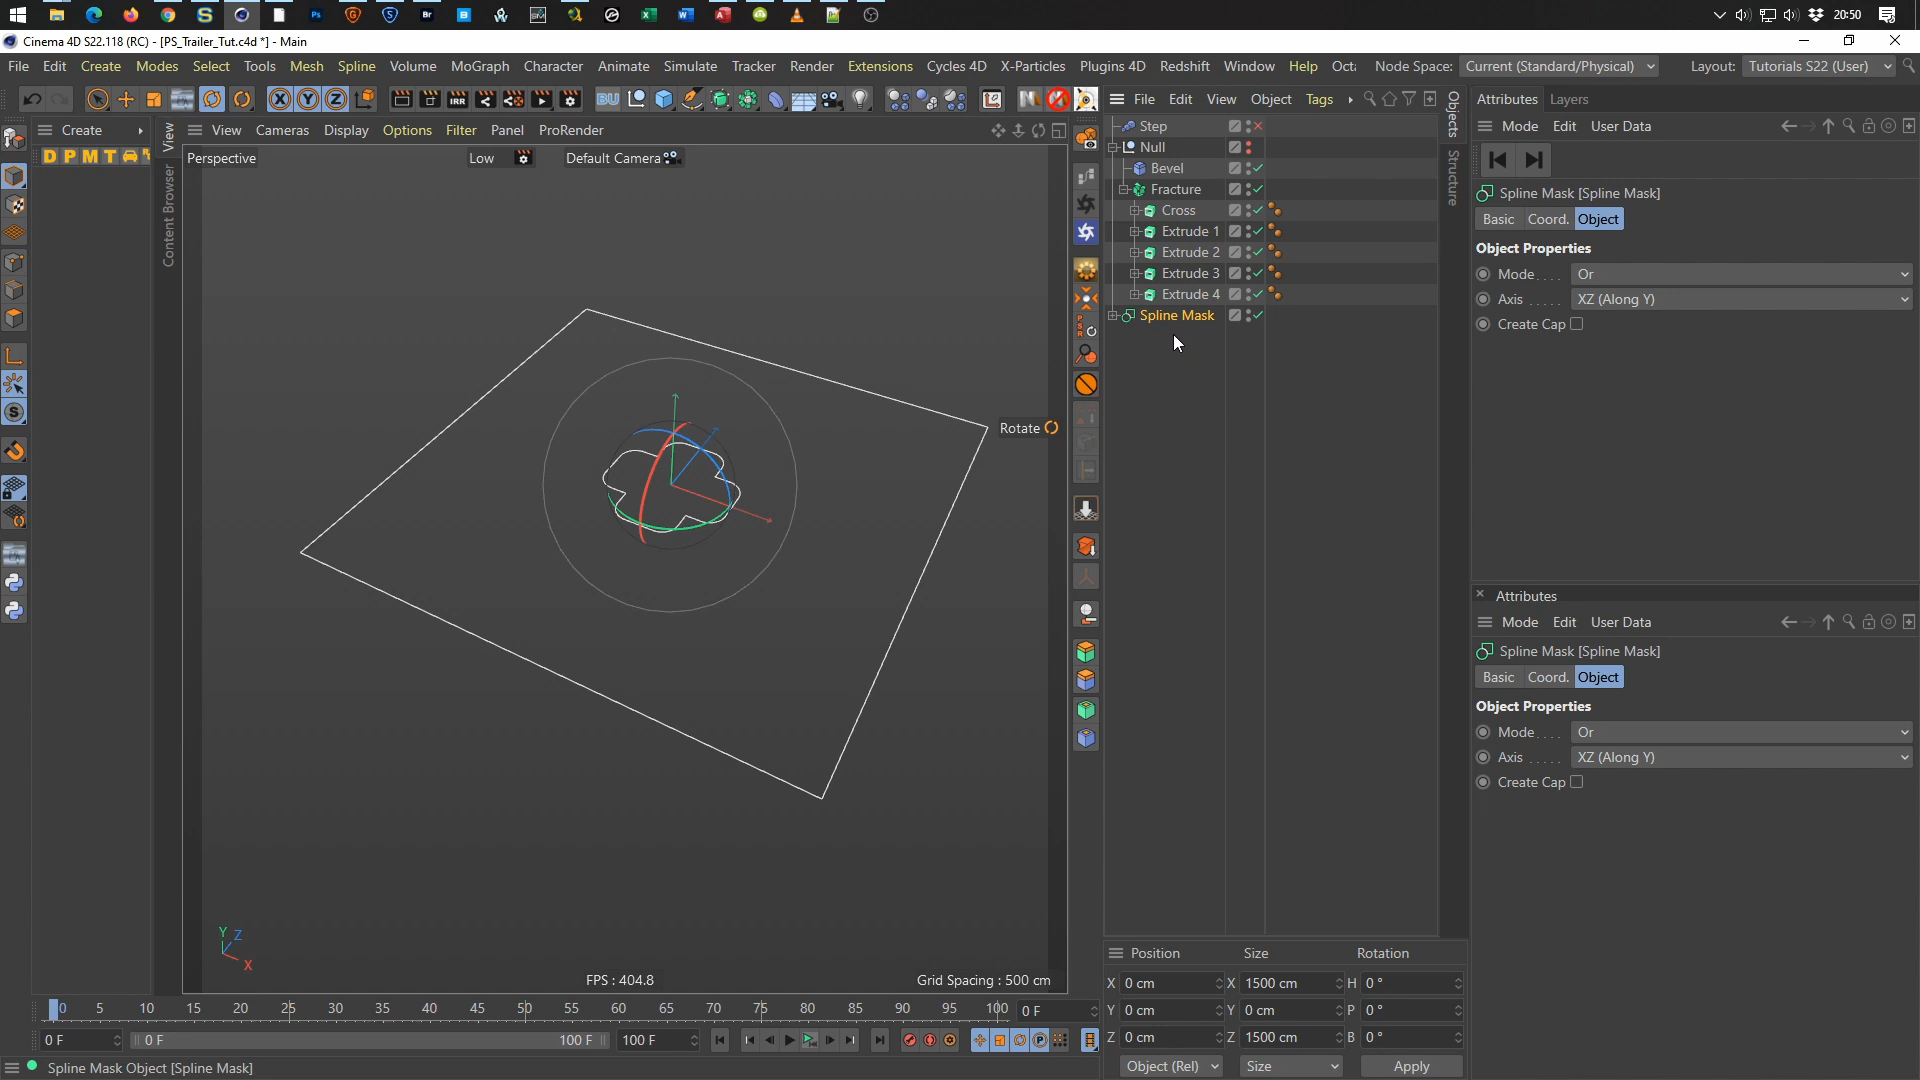 20:50
Cinema 4D S22.118 (RC) - [PS_Trailer_Tut.c4d *] - Main
File Edit Create Modes Select Tools Mesh Spline Volume MoGraph Character Animate Simulate Tracker Render Extensions Cycles 4D X-Particles Plugins 4D Redshift Window Help Octa Node Space: Current (Standard/Physical) Layout: Tutorials S22 (User)
File Edit View Object Tags
Attributes Layers
Create
View Cameras Display Options Filter Panel ProRender
Mode Edit User Data
D P M T
Perspective Low Default Camera
View
Content Browser
Objects
Structure
Step
Null
Bevel
Fracture
Cross
Extrude 1
Extrude 2
Extrude 3
Extrude 4
Spline Mask
Spline Mask [Spline Mask]
Basic Coord. Object
Object Properties
Mode Or
Axis XZ (Along Y)
Create Cap
Rotate
Attributes
Mode Edit User Data
Spline Mask [Spline Mask]
Basic Coord. Object
Object Properties
Mode Or
Axis XZ (Along Y)
Create Cap
Y Z X
FPS : 404.8
Grid Spacing : 500 cm
Position Size Rotation
X 0 cm X 1500 cm H 0 °
Y 0 cm Y 0 cm P 0 °
Z 0 cm Z 1500 cm B 0 °
Object (Rel) Size Apply
0 5 10 15 20 25 30 35 40 45 50 55 60 65 70 75 80 85 90 95 100 0 F
0 F 0 F 100 F 100 F
Spline Mask Object [Spline Mask]